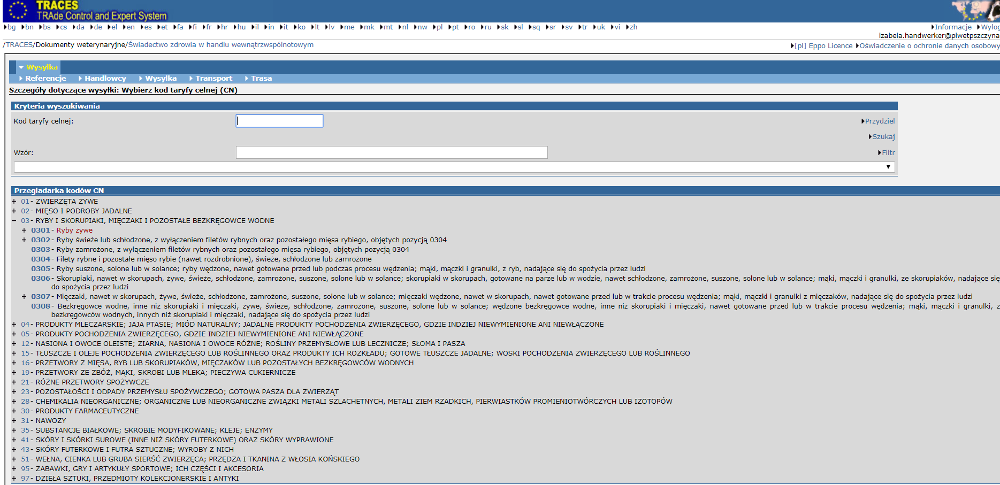 TRACES
TRAde Control and Expert System
bg bn bs cs da de el en es et fa fi fr hr hu il in it ko lt lv me mk mt nl nw pl pt ro ru sk sl sq sr sv tr uk vi zh Informacje Wylog
izabela.handwerker@piwetpszczyna
/TRACES/Dokumenty weterynaryjne/Świadectwo zdrowia w handlu wewnątrzwspólnotowym [pl] Eppo Licence Oświadczenie o ochronie danych osobowy
Wysylka
Referencje Handlowcy Wysylka Transport Trasa
Szczegóły dotyczące wysyłki: Wybierz kod taryfy celnej (CN)
Kryteria wyszukiwania
Kod taryfy celnej: Przydziel
Szukaj
Wzór: Filtr
Przegladarka kodów CN
+ 01- ZWIERZĘTA ŻYWE
+ 02- MIĘSO I PODROBY JADALNE
− 03- RYBY I SKORUPIAKI, MIĘCZAKI I POZOSTAŁE BEZKRĘGOWCE WODNE
+ 0301- Ryby żywe
+ 0302- Ryby świeże lub schłodzone, z wyłączeniem filetów rybnych oraz pozostałego mięsa rybiego, objętych pozycją 0304
0303- Ryby zamrożone, z wyłączeniem filetów rybnych oraz pozostałego mięsa rybiego, objętych pozycją 0304
0304- Filety rybne i pozostałe mięso rybie (nawet rozdrobnione), świeże, schłodzone lub zamrożone
0305- Ryby suszone, solone lub w solance; ryby wędzone, nawet gotowane przed lub podczas procesu wędzenia; mąki, mączki i granulki, z ryb, nadające się do spożycia przez ludzi
0306- Skorupiaki, nawet w skorupach, żywe, świeże, schłodzone, zamrożone, suszone, solone lub w solance; skorupiaki w skorupach, gotowane na parze lub w wodzie, nawet schłodzone, zamrożone, suszone, solone lub w solance; mąki, mączki i granulki, ze skorupiaków, nadające się
do spożycia przez ludzi
+ 0307- Mięczaki, nawet w skorupach, żywe, świeże, schłodzone, zamrożone, suszone, solone lub w solance; mięczaki wędzone, nawet w skorupach, nawet gotowane przed lub w trakcie procesu wędzenia; mąki, mączki i granulki z mięczaków, nadające się do spożycia przez ludzi
0308- Bezkręgowce wodne, inne niż skorupiaki i mięczaki, żywe, świeże, schłodzone, zamrożone, suszone, solone lub w solance; wędzone bezkręgowce wodne, inne niż skorupiaki i mięczaki, nawet gotowane przed lub w trakcie procesu wędzenia; mąki, mączki i granulki, z
bezkręgowców wodnych, innych niż skorupiaki i mięczaki, nadające się do spożycia przez ludzi
+ 04- PRODUKTY MLECZARSKIE; JAJA PTASIE; MIÓD NATURALNY; JADALNE PRODUKTY POCHODZENIA ZWIERZĘCEGO, GDZIE INDZIEJ NIEWYMIENIONE ANI NIEWŁĄCZONE
+ 05- PRODUKTY POCHODZENIA ZWIERZĘCEGO, GDZIE INDZIEJ NIEWYMIENIONE ANI NIEWŁĄCZONE
+ 12- NASIONA I OWOCE OLEISTE; ZIARNA, NASIONA I OWOCE RÓŻNE; ROŚLINY PRZEMYSŁOWE LUB LECZNICZE; SŁOMA I PASZA
+ 15- TŁUSZCZE I OLEJE POCHODZENIA ZWIERZĘCEGO LUB ROŚLINNEGO ORAZ PRODUKTY ICH ROZKŁADU; GOTOWE TŁUSZCZE JADALNE; WOSKI POCHODZENIA ZWIERZĘCEGO LUB ROŚLINNEGO
+ 16- PRZETWORY Z MIĘSA, RYB LUB SKORUPIAKÓW, MIĘCZAKÓW LUB POZOSTAŁYCH BEZKRĘGOWCÓW WODNYCH
+ 19- PRZETWORY ZE ZBÓŻ, MĄKI, SKROBI LUB MLEKA; PIECZYWA CUKIERNICZE
+ 21- RÓŻNE PRZETWORY SPOŻYWCZE
+ 23- POZOSTAŁOŚCI I ODPADY PRZEMYSŁU SPOŻYWCZEGO; GOTOWA PASZA DLA ZWIERZĄT
+ 28- CHEMIKALIA NIEORGANICZNE; ORGANICZNE LUB NIEORGANICZNE ZWIĄZKI METALI SZLACHETNYCH, METALI ZIEM RZADKICH, PIERWIASTKÓW PROMIENIOTWÓRCZYCH LUB IZOTOPÓW
+ 30- PRODUKTY FARMACEUTYCZNE
+ 31- NAWOZY
+ 35- SUBSTANCJE BIAŁKOWE; SKROBIE MODYFIKOWANE; KLEJE; ENZYMY
+ 41- SKÓRY I SKÓRKI SUROWE (INNE NIŻ SKÓRY FUTERKOWE) ORAZ SKÓRY WYPRAWIONE
+ 43- SKÓRY FUTERKOWE I FUTRA SZTUCZNE; WYROBY Z NICH
+ 51- WEŁNA, CIENKA LUB GRUBA SIERŚĆ ZWIERZĘCA; PRZĘDZA I TKANINA Z WŁOSIA KOŃSKIEGO
+ 95- ZABAWKI, GRY I ARTYKUŁY SPORTOWE; ICH CZĘŚCI I AKCESORIA
+ 97- DZIEŁA SZTUKI, PRZEDMIOTY KOLEKCJONERSKIE I ANTYKI